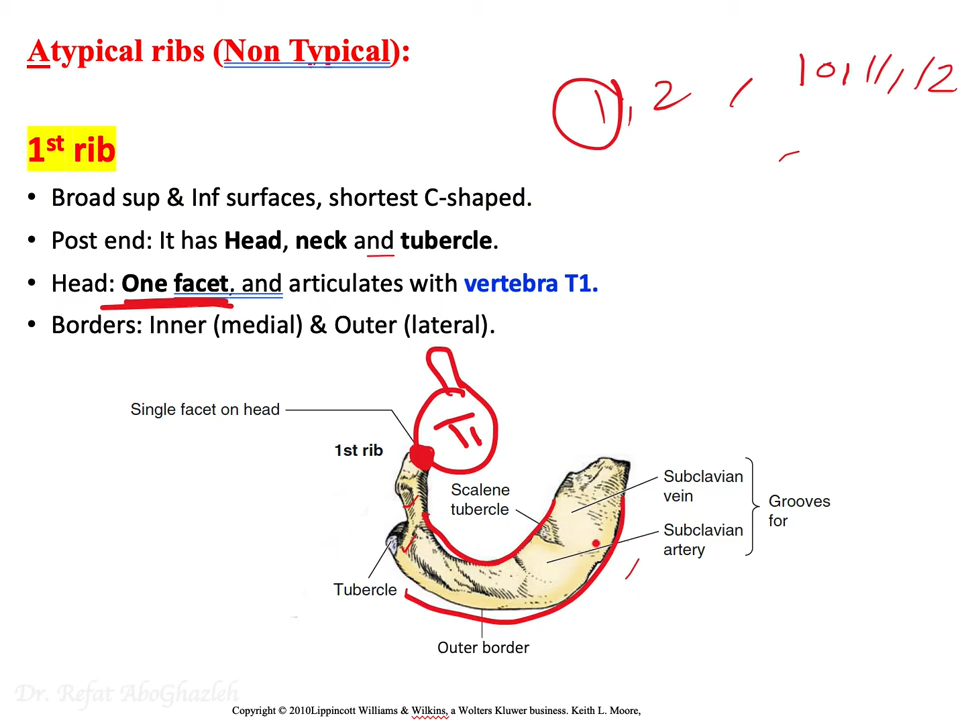 Atypical ribs (Non Typical):
1, 2 , 10, 11, 12
1st rib
• Broad sup & Inf surfaces, shortest C-shaped.
• Post end: It has Head, neck and tubercle.
• Head: One facet, and articulates with vertebra T1.
• Borders: Inner (medial) & Outer (lateral).
Single facet on head
T1
1st rib
Scalene
tubercle
Subclavian
vein
Subclavian
artery
Grooves
for
Tubercle
Outer border
Dr. Refat AboGhazleh
Copyright © 2010Lippincott Williams & Wilkins, a Wolters Kluwer business. Keith L. Moore,